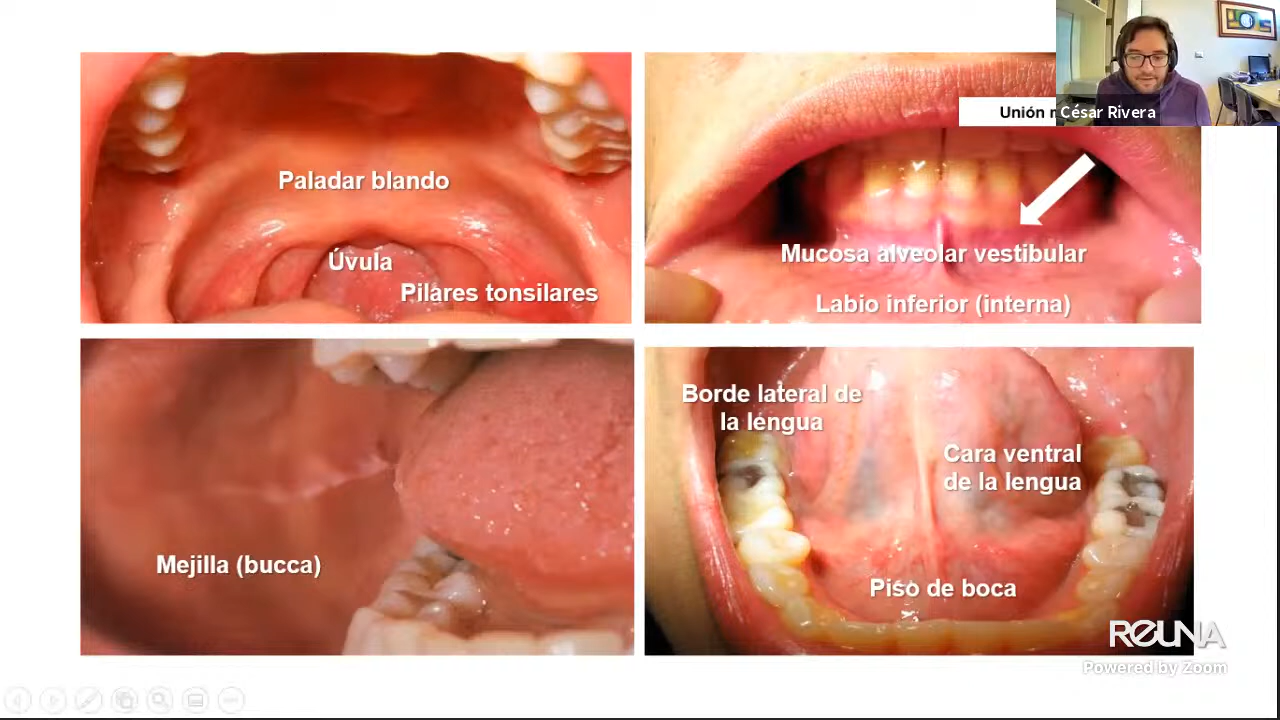 Unión
César Rivera
Paladar blando
Úvula
Pilares tonsilares
Mucosa alveolar vestibular
Labio inferior (interna)
Mejilla (bucca)
Borde lateral de
la lengua
Cara ventral
de la lengua
Piso de boca
REUNA
Powered by Zoom